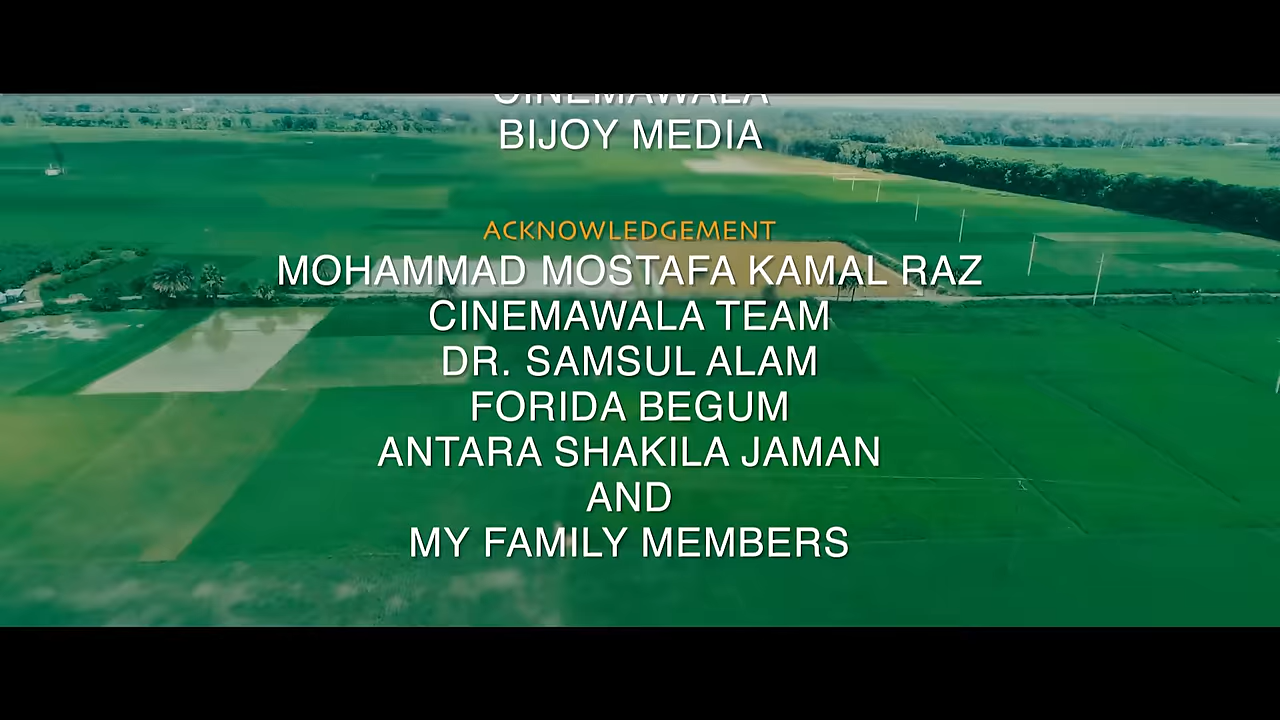 CINEMAWALA
BIJOY MEDIA
ACKNOWLEDGEMENT
MOHAMMAD MOSTAFA KAMAL RAZ
CINEMAWALA TEAM
DR. SAMSUL ALAM
FORIDA BEGUM
ANTARA SHAKILA JAMAN
AND
MY FAMILY MEMBERS